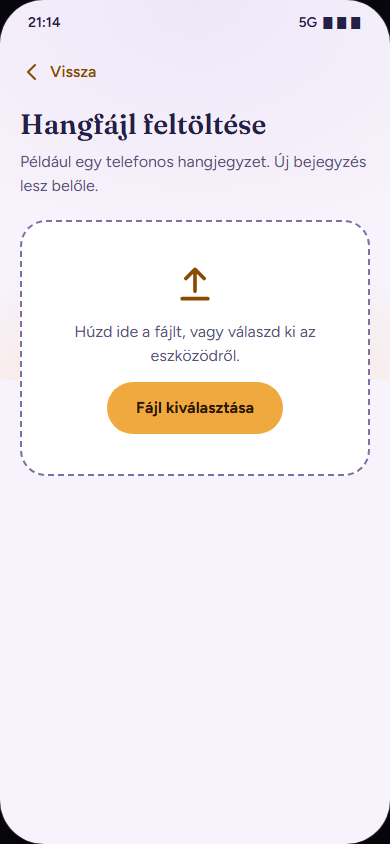 21:14
5G
Vissza
Hangfájl feltöltése
Például egy telefonos hangjegyzet. Új bejegyzés
lesz belőle.
Húzd ide a fájlt, vagy válaszd ki az
eszközödről.
Fájl kiválasztása